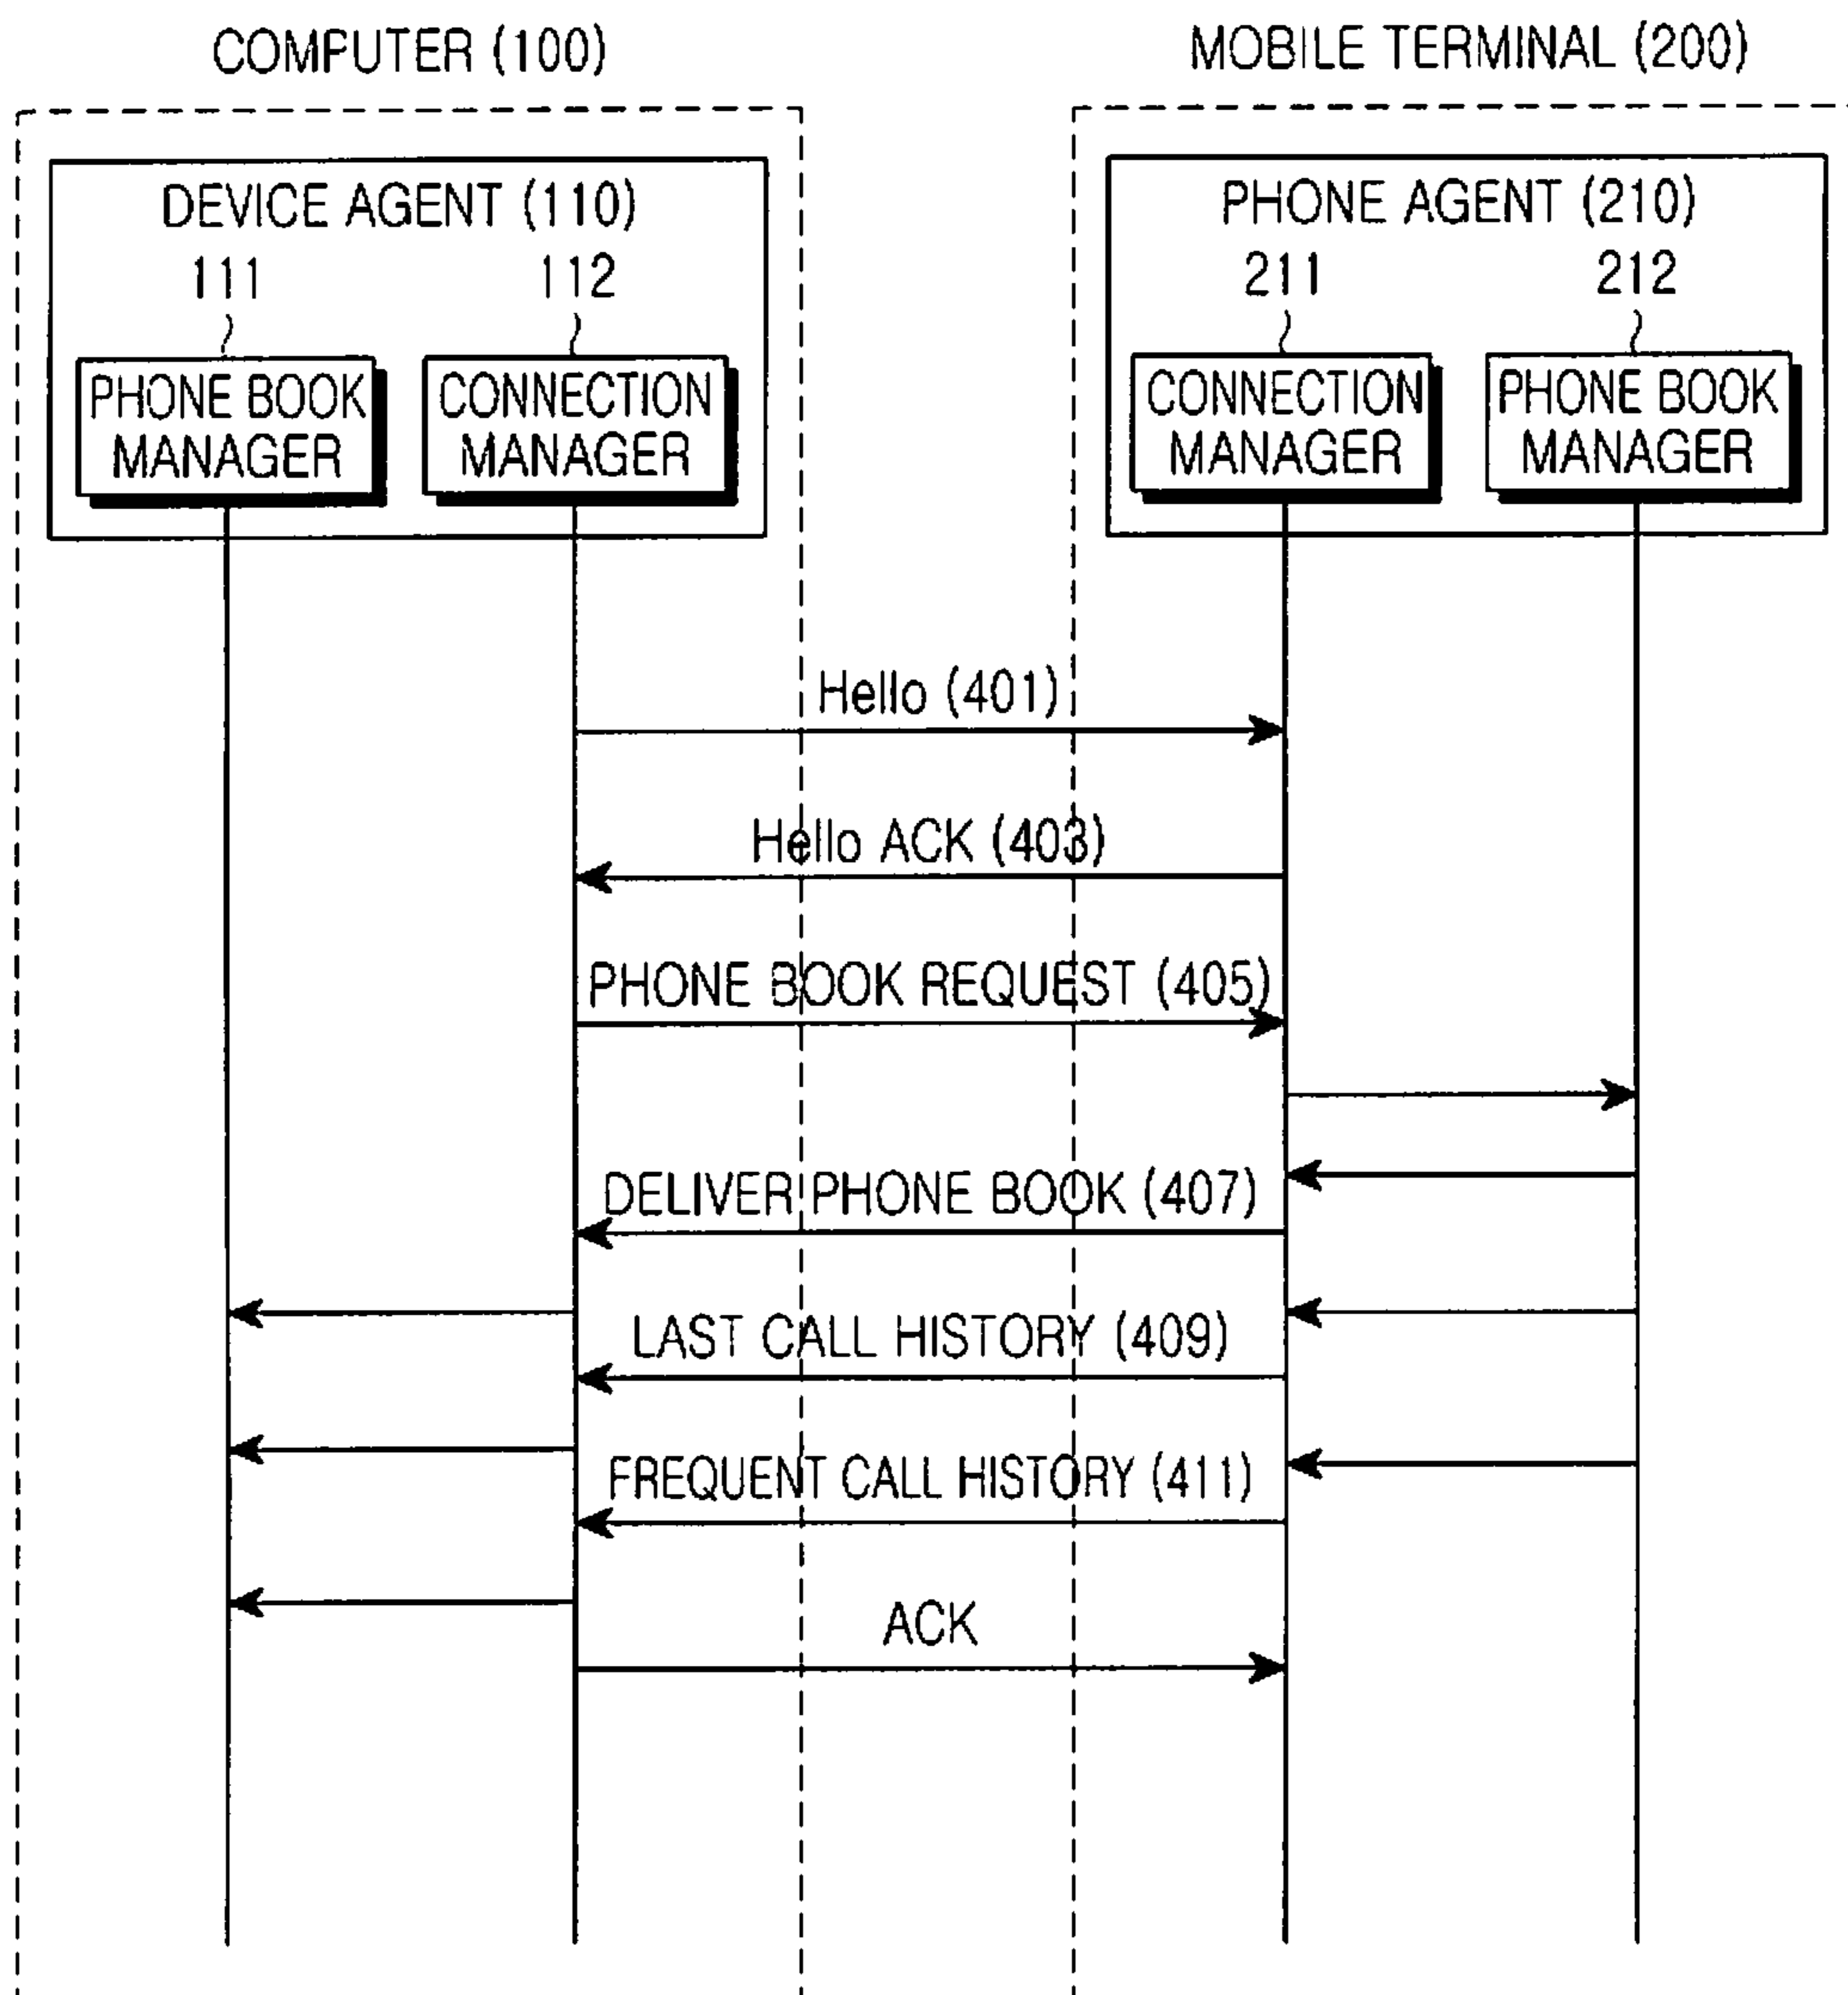 COMPUTER (100)
MOBILE TERMINAL (200)
DEVICE AGENT (110)
PHONE AGENT (210)
111
112
211
212
PHONE BOOK
MANAGER
CONNECTION
MANAGER
CONNECTION
MANAGER
PHONE BOOK
MANAGER
Hello (401)
Hello ACK (403)
PHONE BOOK REQUEST (405)
DELIVER PHONE BOOK (407)
LAST CALL HISTORY (409)
FREQUENT CALL HISTORY (411)
ACK